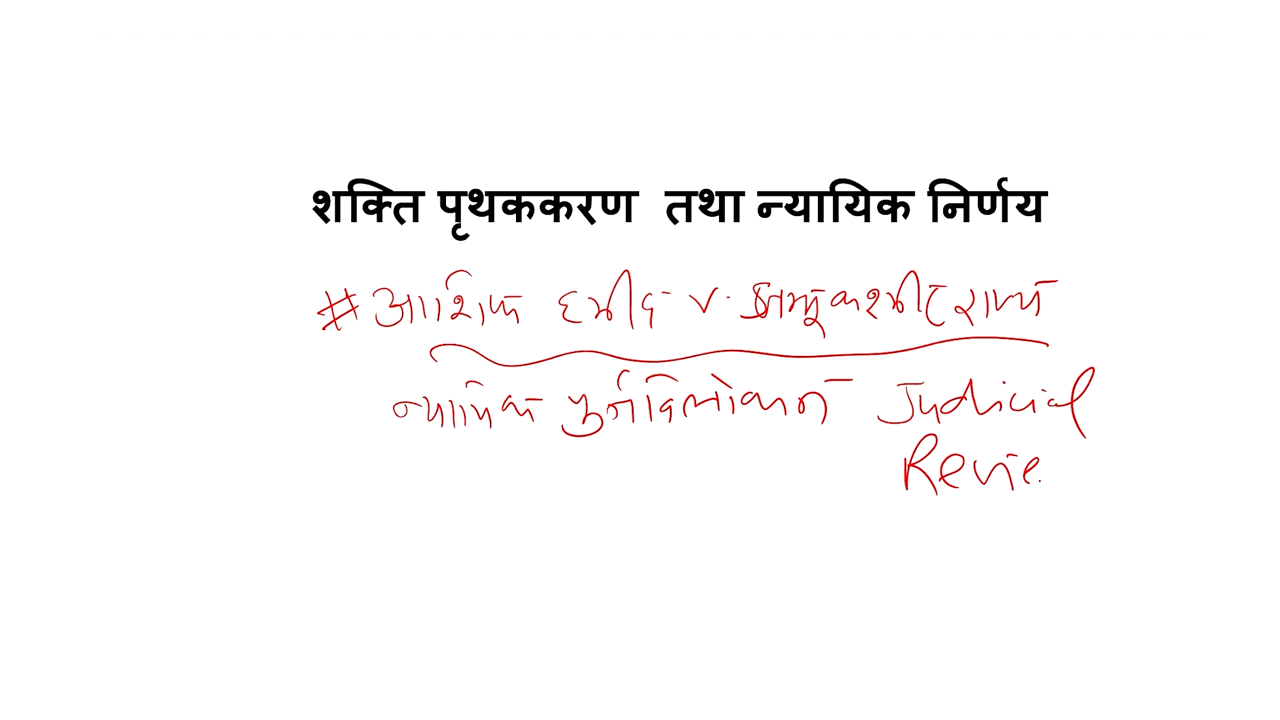 शक्ति पृथककरण तथा न्यायिक निर्णय
# आशिक हमीद v. जम्मूकश्मीर राज्य
न्यायिक पुर्नविलोकन Judicial
Revie